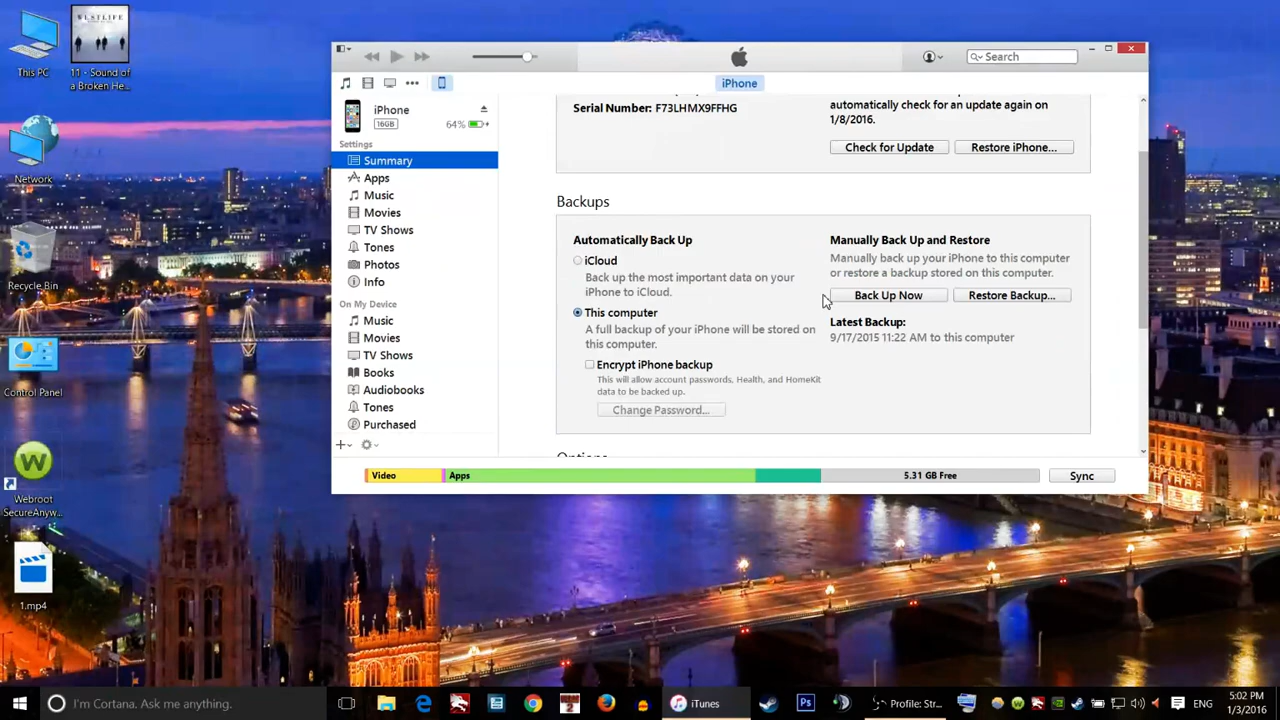 This PC
WESTLIFE
11 - Sound of
a Broken He...
Network
Recycle Bin
Control Panel
Webroot
SecureAnyw...
1.mp4
Search
iPhone
iPhone
16GB
64%
Settings
Summary
Apps
Music
Movies
TV Shows
Tones
Photos
Info
On My Device
Music
Movies
TV Shows
Books
Audiobooks
Tones
Purchased
Serial Number: F73LHMX9FFHG
automatically check for an update again on
1/8/2016.
Check for Update
Restore iPhone...
Backups
Automatically Back Up
iCloud
Back up the most important data on your
iPhone to iCloud.
This computer
A full backup of your iPhone will be stored on
this computer.
Encrypt iPhone backup
This will allow account passwords, Health, and HomeKit
data to be backed up.
Change Password...
Manually Back Up and Restore
Manually back up your iPhone to this computer
or restore a backup stored on this computer.
Back Up Now
Restore Backup...
Latest Backup:
9/17/2015 11:22 AM to this computer
Options
Video
Apps
5.31 GB Free
Sync
I'm Cortana. Ask me anything.
iTunes
Ps
Profile: Str...
ENG
5:02 PM
1/3/2016